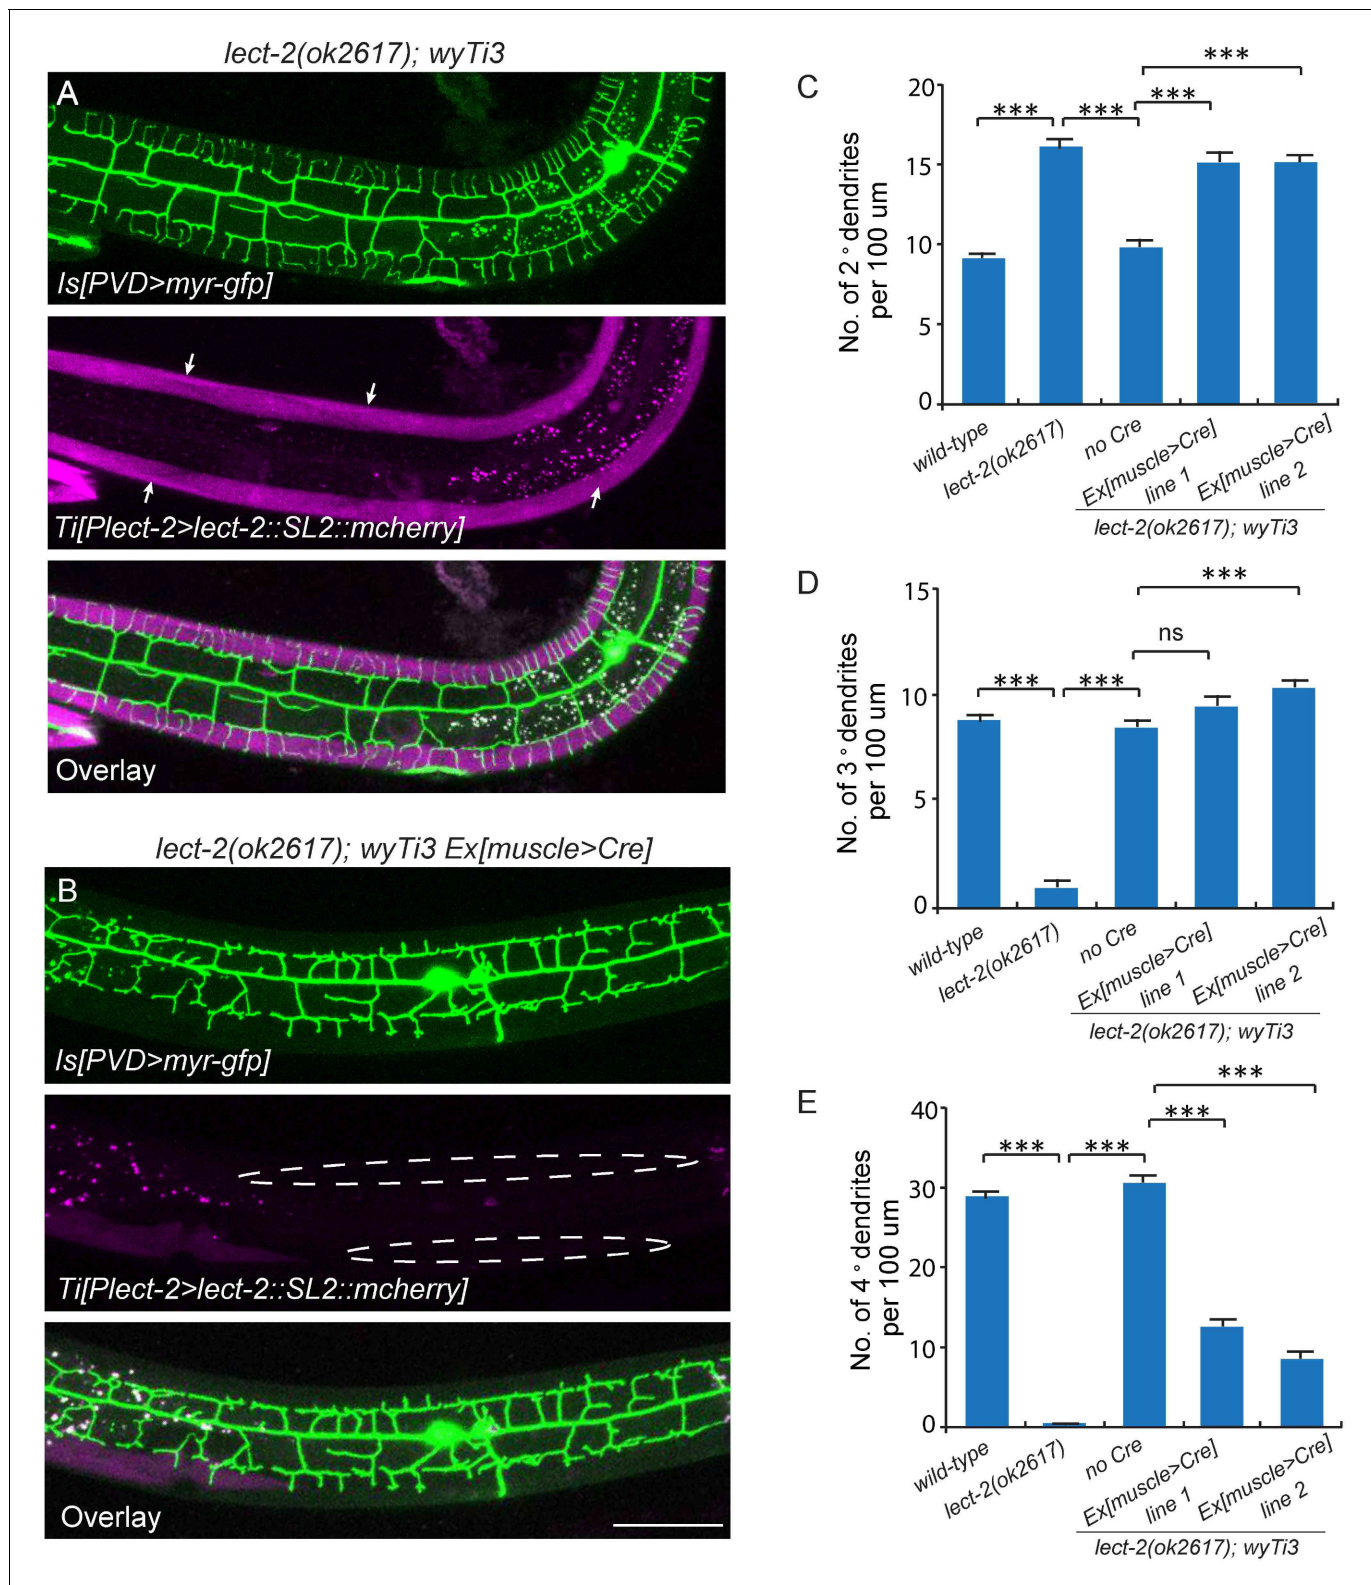 lect-2(ok2617); wyTi3
A
Is[PVD>myr-gfp]
Ti[Plect-2>lect-2::SL2::mcherry]
Overlay
lect-2(ok2617); wyTi3 Ex[muscle>Cre]
B
Is[PVD>myr-gfp]
Ti[Plect-2>lect-2::SL2::mcherry]
Overlay
C
No. of 2° dendrites
per 100 um
20
15
10
5
0
***
***
***
***
wild-type
lect-2(ok2617)
no Cre
Ex[muscle>Cre]
line 1
Ex[muscle>Cre]
line 2
lect-2(ok2617); wyTi3
D
No. of 3° dendrites
per 100 um
15
10
5
0
***
ns
***
***
wild-type
lect-2(ok2617)
no Cre
Ex[muscle>Cre]
line 1
Ex[muscle>Cre]
line 2
lect-2(ok2617); wyTi3
E
No. of 4° dendrites
per 100 um
40
30
20
10
0
***
***
***
***
wild-type
lect-2(ok2617)
no Cre
Ex[muscle>Cre]
line 1
Ex[muscle>Cre]
line 2
lect-2(ok2617); wyTi3